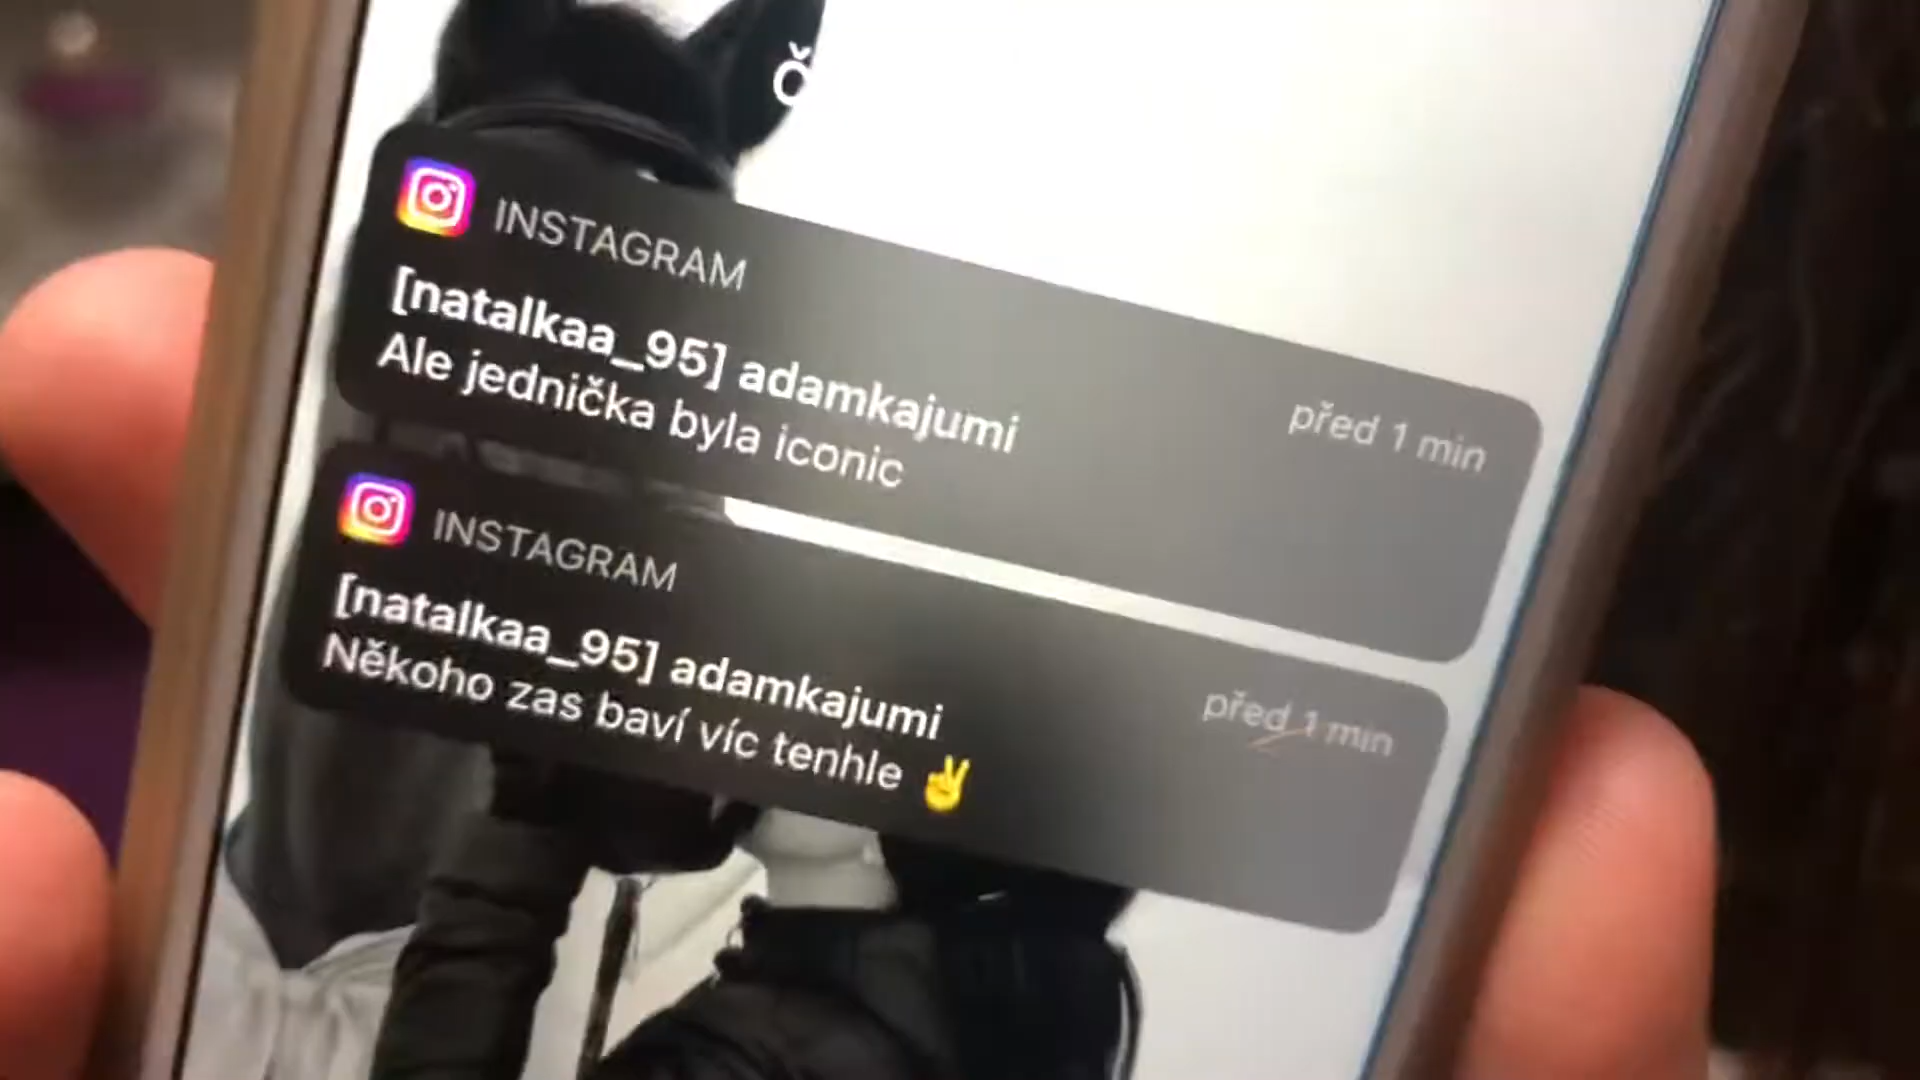 INSTAGRAM
[natalkaa_95] adamkajumi
před 1 min
Ale jednička byla iconic
INSTAGRAM
[natalkaa_95] adamkajumi
před 1 min
Někoho zas baví víc tenhle ✌️